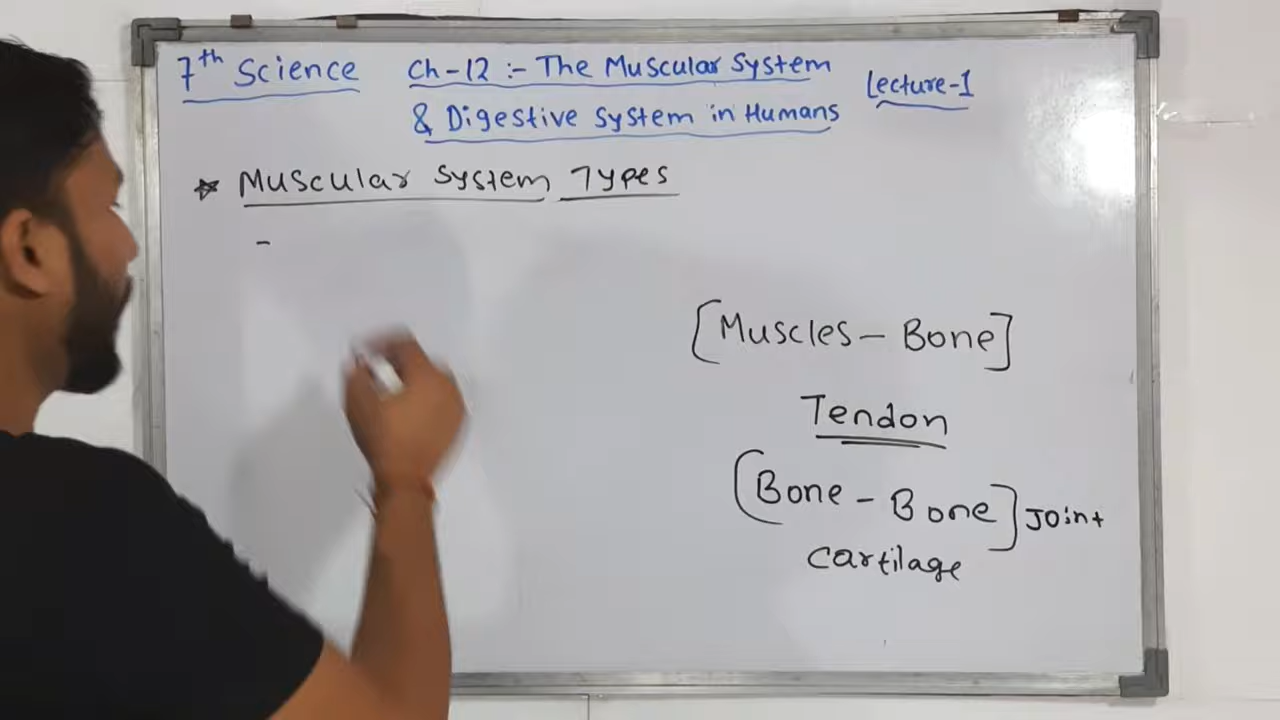 7th Science Ch-12 :- The Muscular System Lecture-1
& Digestive System in Humans
* Muscular System Types
-
[Muscles - Bone]
Tendon
(Bone - Bone] Joint
Cartilage